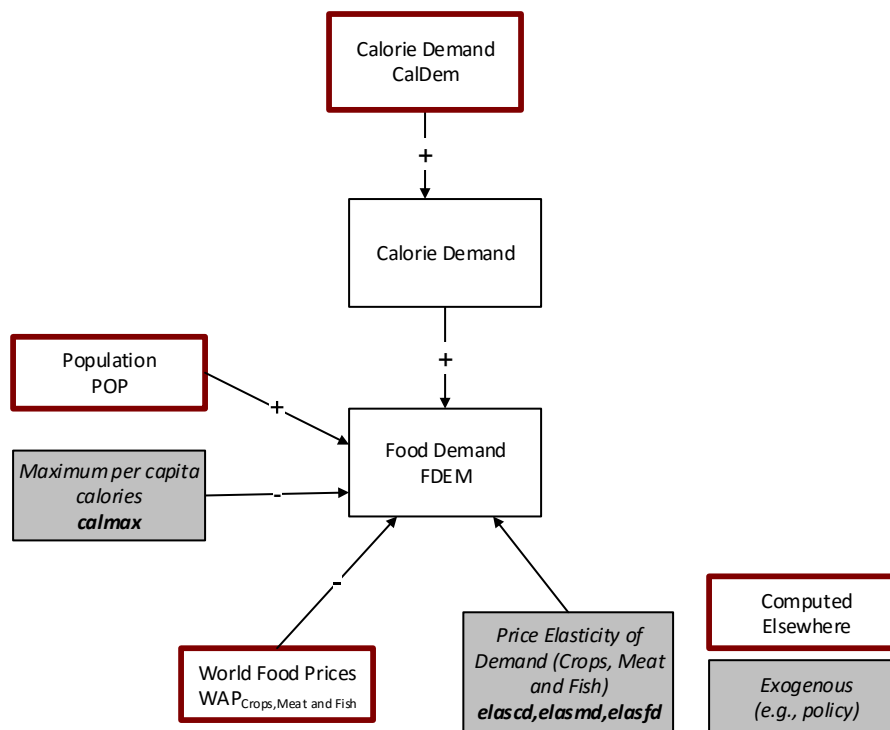 Calorie Demand
CalDem
+
Calorie Demand
+
Population
POP
+
Food Demand
FDEM
Maximum per capita
calories
calmax
-
-
World Food Prices
WAPCrops,Meat and Fish
Price Elasticity of
Demand (Crops, Meat
and Fish)
elascd,elasmd,elasfd
Computed
Elsewhere
Exogenous
(e.g., policy)